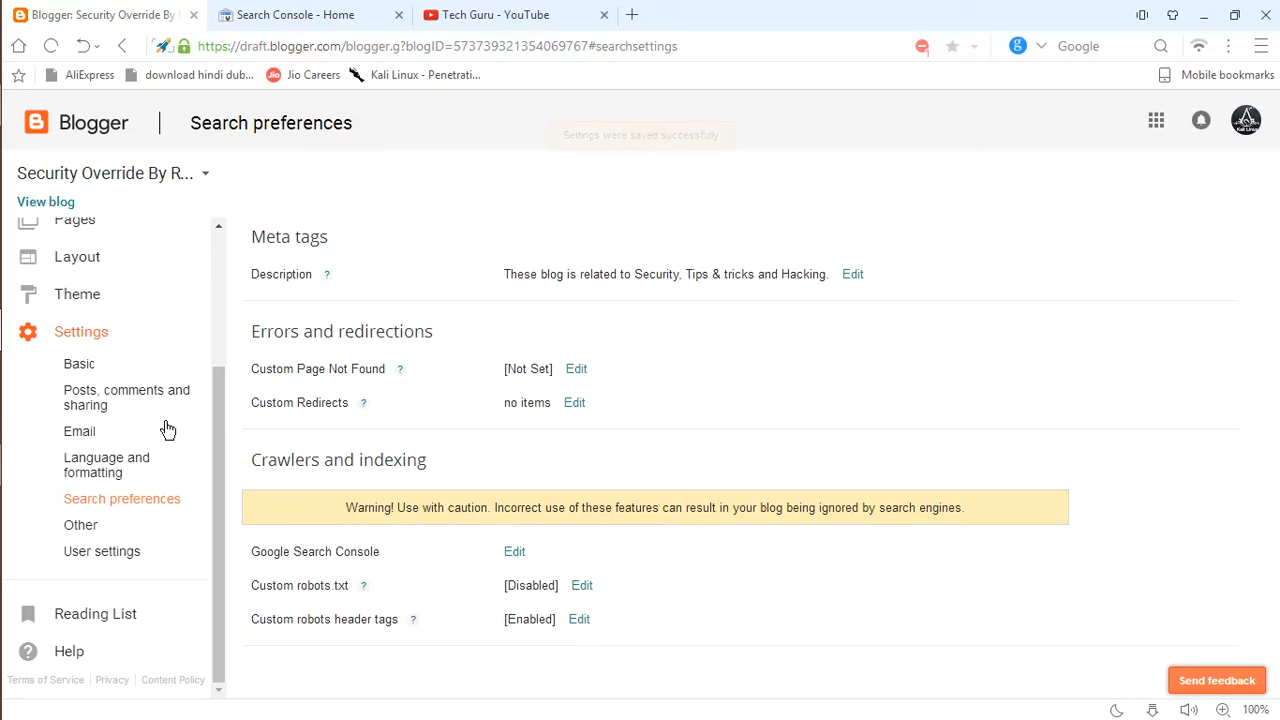 Blogger: Security Override By
Search Console - Home
Tech Guru - YouTube
https://draft.blogger.com/blogger.g?blogID=573739321354069767#searchsettings
Google
AliExpress
download hindi dub...
Jio Careers
Kali Linux - Penetrati...
Mobile bookmarks
Blogger
Search preferences
Settings were saved successfully
Security Override By R...
View blog
Pages
Layout
Theme
Settings
Basic
Posts, comments and
sharing
Email
Language and
formatting
Search preferences
Other
User settings
Reading List
Help
Terms of Service
Privacy
Content Policy
Meta tags
Description ? These blog is related to Security, Tips & tricks and Hacking. Edit
Errors and redirections
Custom Page Not Found ? [Not Set] Edit
Custom Redirects ? no items Edit
Crawlers and indexing
Warning! Use with caution. Incorrect use of these features can result in your blog being ignored by search engines.
Google Search Console Edit
Custom robots.txt ? [Disabled] Edit
Custom robots header tags ? [Enabled] Edit
Send feedback
100%